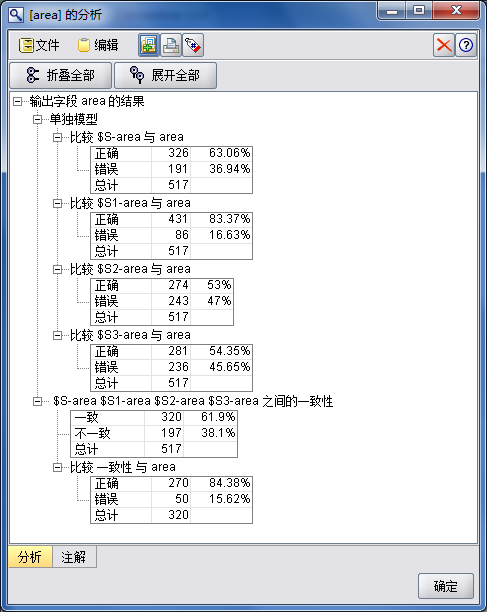 [area] 的分析
文件 编辑
折叠全部 展开全部
输出字段 area 的结果
单独模型
比较 $S-area 与 area
正确 326 63.06%
错误 191 36.94%
总计 517
比较 $S1-area 与 area
正确 431 83.37%
错误 86 16.63%
总计 517
比较 $S2-area 与 area
正确 274 53%
错误 243 47%
总计 517
比较 $S3-area 与 area
正确 281 54.35%
错误 236 45.65%
总计 517
$S-area $S1-area $S2-area $S3-area 之间的一致性
一致 320 61.9%
不一致 197 38.1%
总计 517
比较 一致性 与 area
正确 270 84.38%
错误 50 15.62%
总计 320
分析 注解
确定